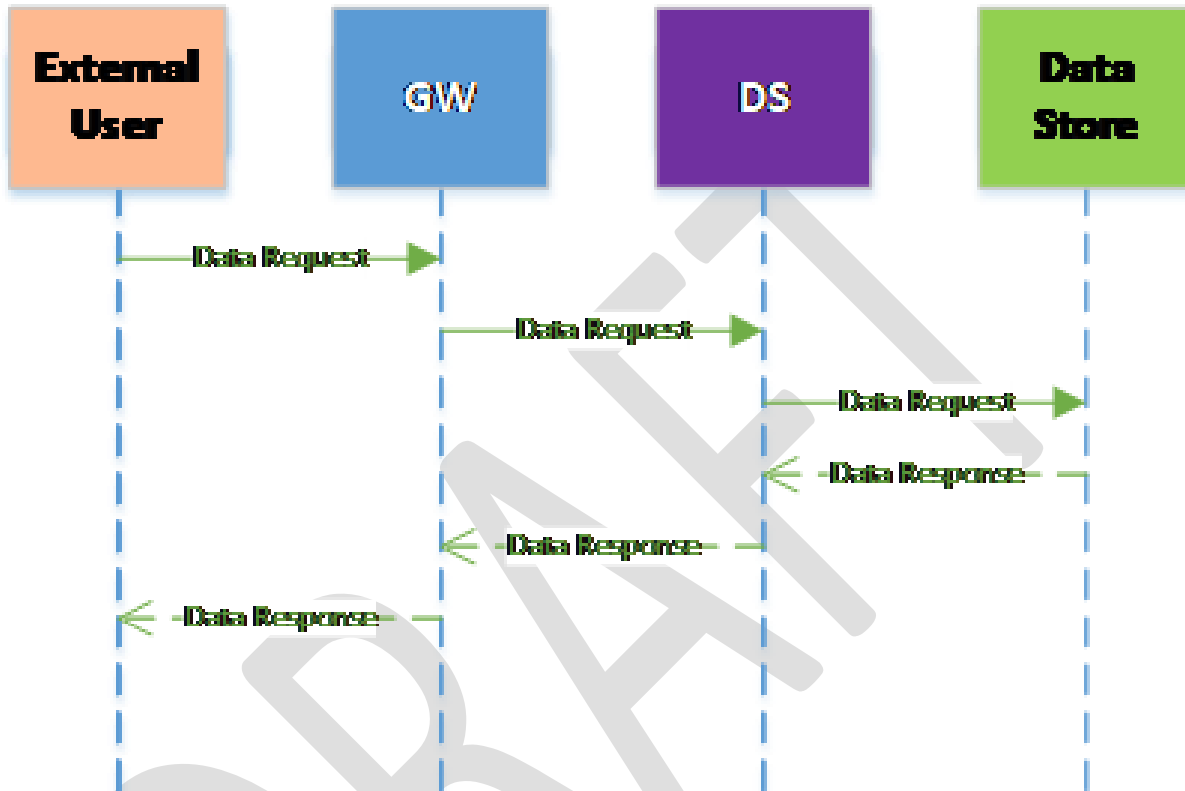 External
User
GW
DS
Data
Store
Data Request
Data Request
Data Request
Data Response
Data Response
Data Response
DRAFT